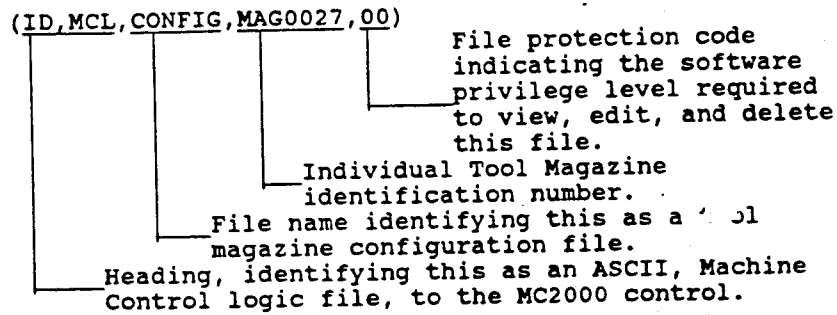 (ID,MCL,CONFIG,MAG0027,00)
File protection code
indicating the software
privilege level required
to view, edit, and delete
this file.
Individual Tool Magazine
identification number.
File name identifying this as a
magazine configuration file.
Heading, identifying this as an ASCII, Machine
Control logic file, to the MC2000 control.